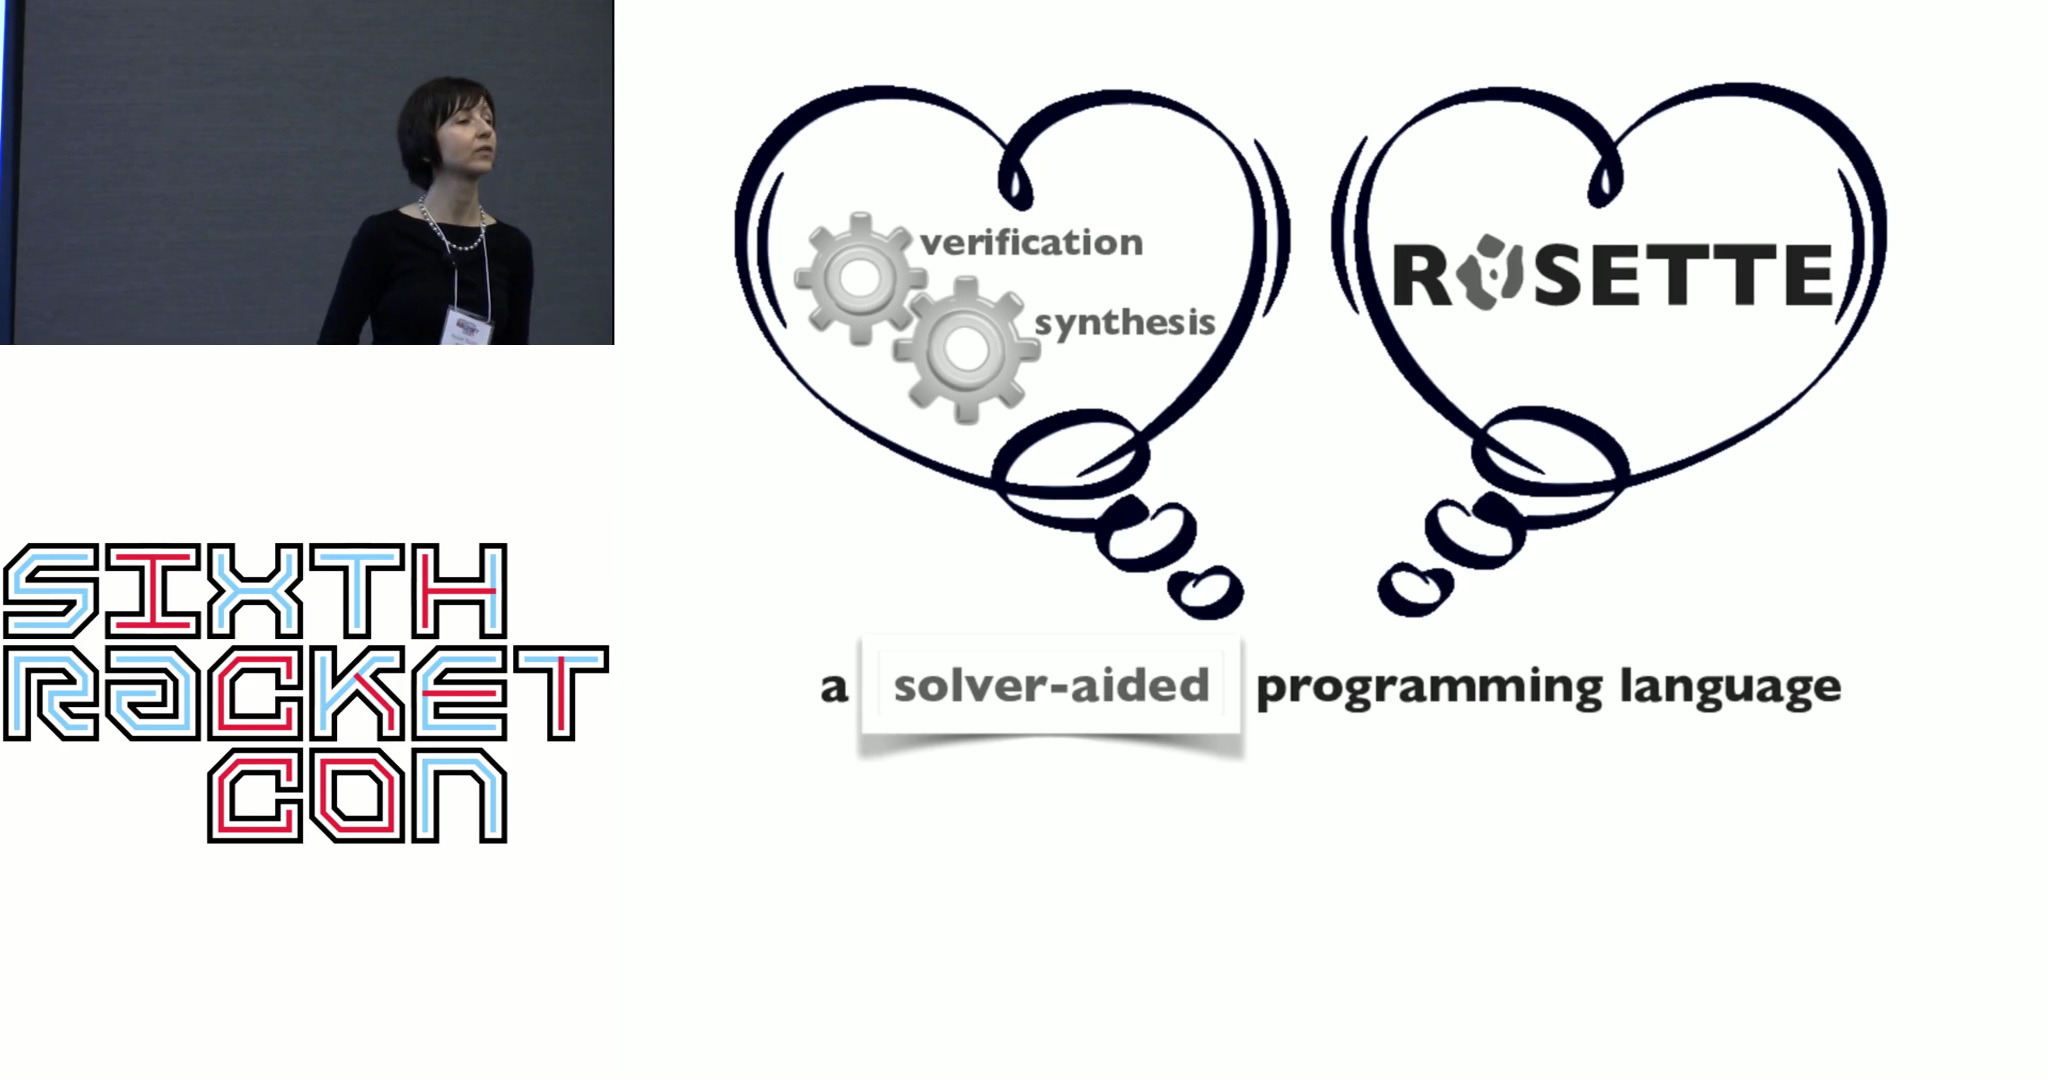 verification
synthesis
ROSETTE
a solver-aided programming language
SIXTH
RACKET
CON